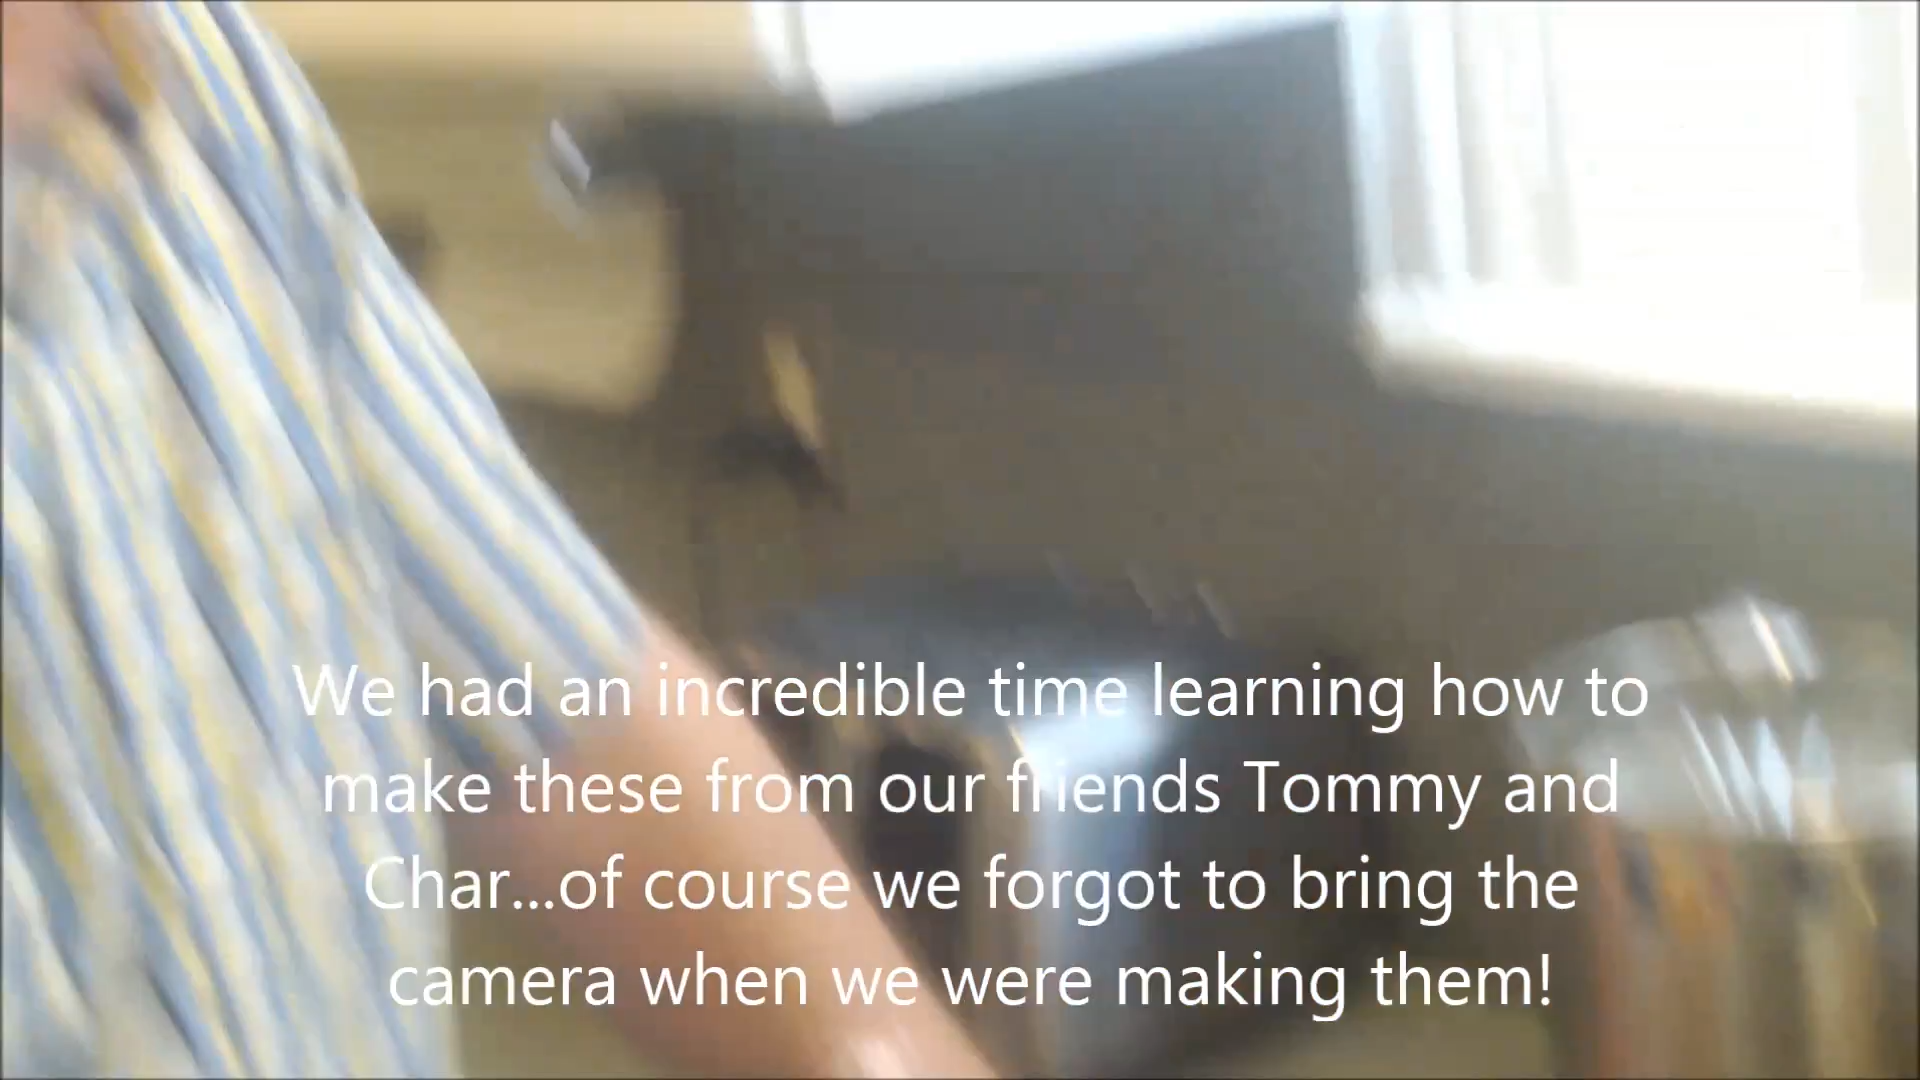 We had an incredible time learning how to
make these from our friends Tommy and
Char...of course we forgot to bring the
camera when we were making them!